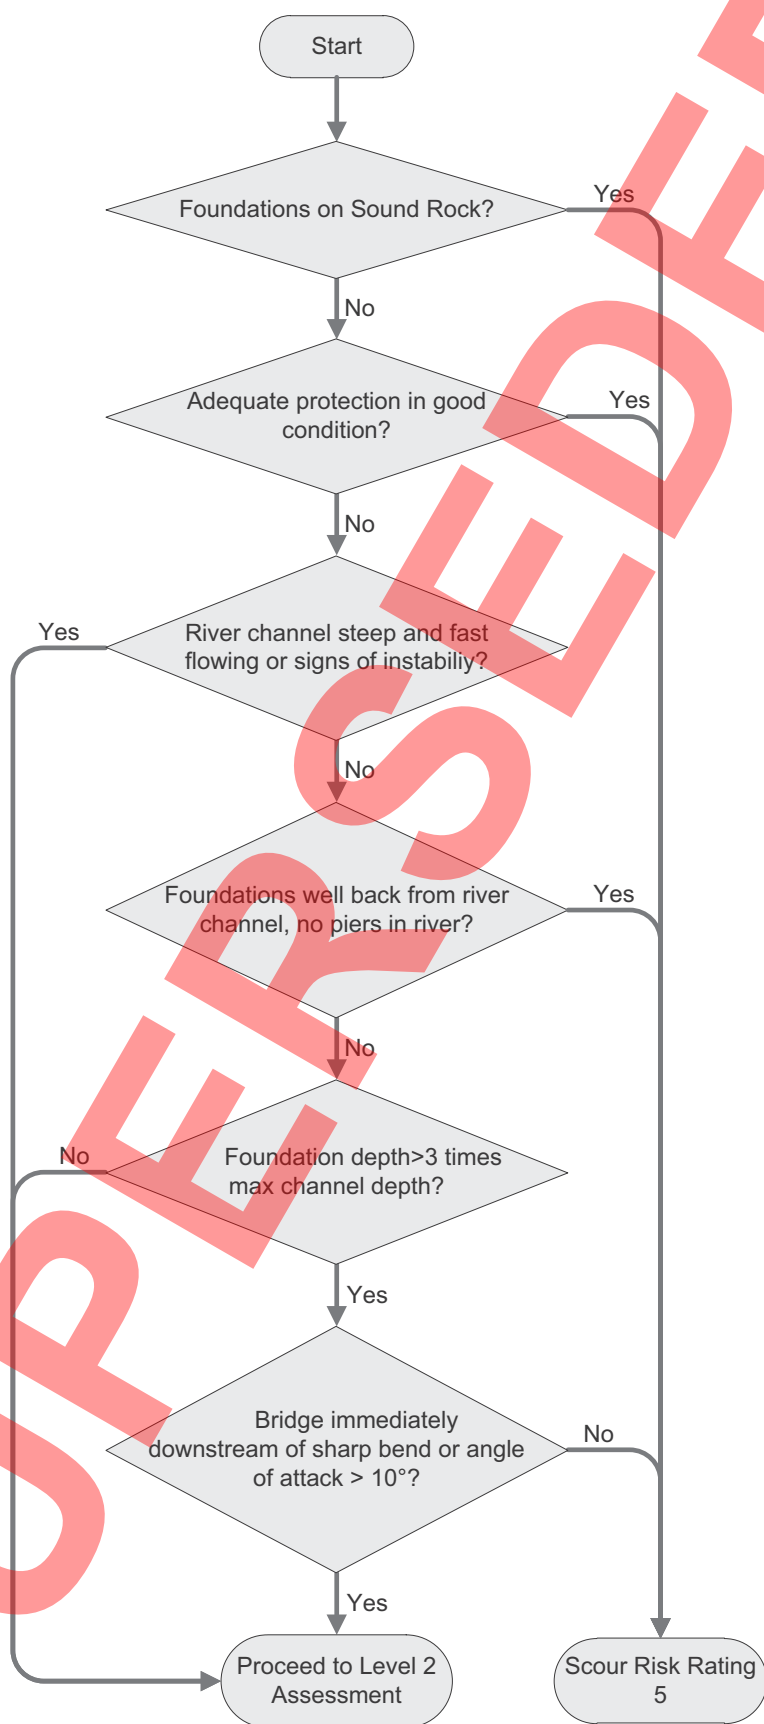 Start
Foundations on Sound Rock?
Yes
No
Adequate protection in good
condition?
Yes
No
River channel steep and fast
flowing or signs of instabiliy?
Yes
No
Foundations well back from river
channel, no piers in river?
Yes
No
Foundation depth>3 times
max channel depth?
No
Yes
Bridge immediately
downstream of sharp bend or angle
of attack > 10°?
No
Yes
Proceed to Level 2
Assessment
Scour Risk Rating
5
UPERSEDE